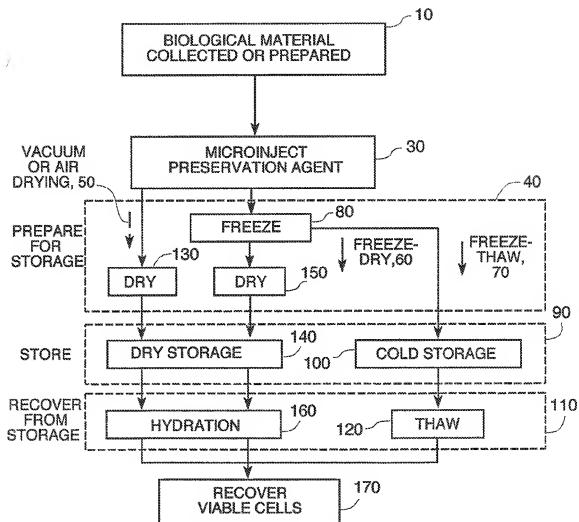 10
BIOLOGICAL MATERIAL
COLLECTED OR PREPARED
VACUUM
OR AIR
DRYING, 50
MICROINJECT
PRESERVATION AGENT
30
40
PREPARE
FOR
STORAGE
FREEZE
80
130
DRY
DRY
150
FREEZE-
DRY,60
FREEZE-
THAW,
70
90
STORE
DRY STORAGE
140
100
COLD STORAGE
RECOVER
FROM
STORAGE
HYDRATION
160
120
THAW
110
RECOVER
VIABLE CELLS
170